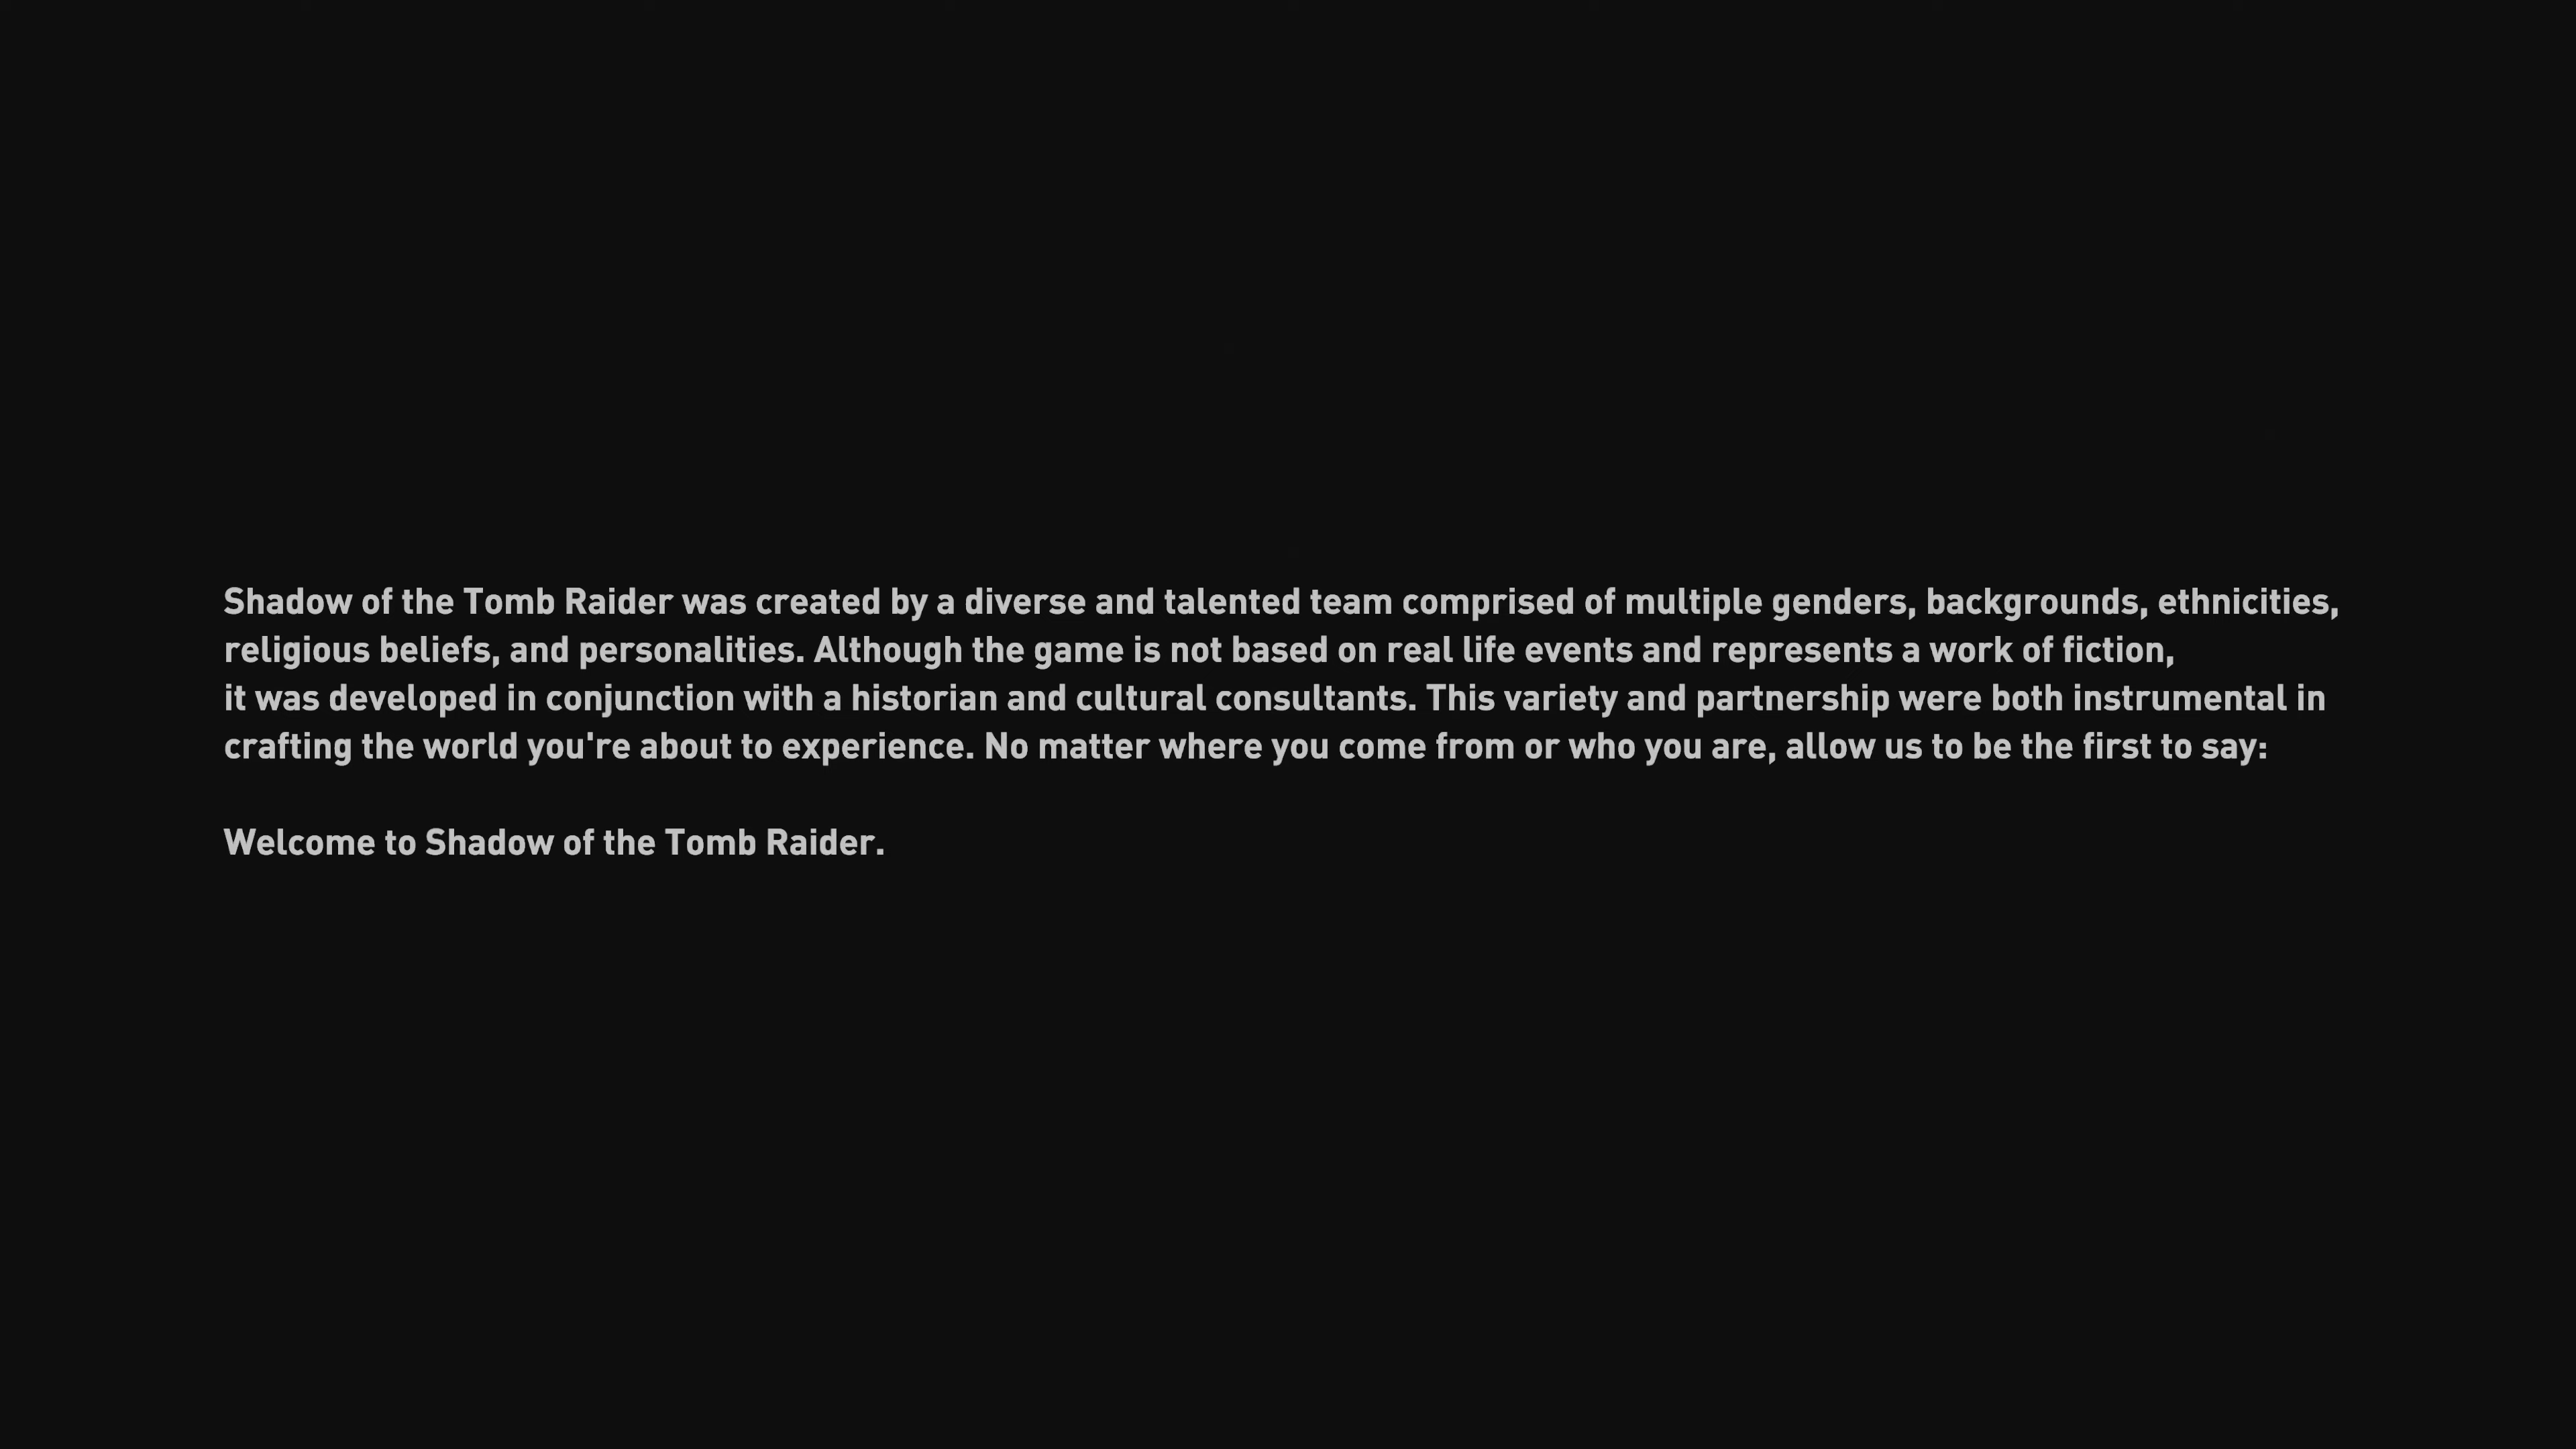 Shadow of the Tomb Raider was created by a diverse and talented team comprised of multiple genders, backgrounds, ethnicities,
religious beliefs, and personalities. Although the game is not based on real life events and represents a work of fiction,
it was developed in conjunction with a historian and cultural consultants. This variety and partnership were both instrumental in
crafting the world you're about to experience. No matter where you come from or who you are, allow us to be the first to say:
Welcome to Shadow of the Tomb Raider.